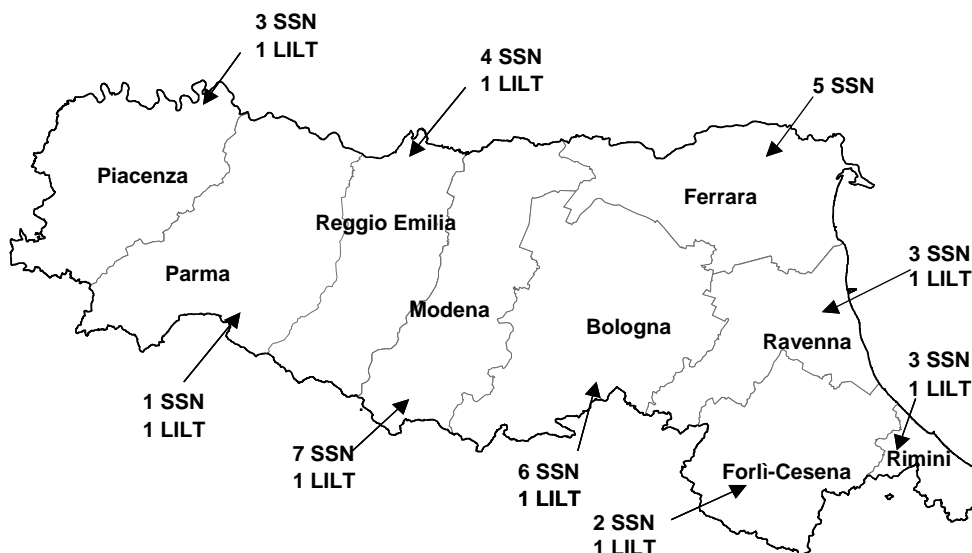 3 SSN
1 LILT
4 SSN
1 LILT
5 SSN
Piacenza
Ferrara
Reggio Emilia
Parma
3 SSN
1 LILT
Modena
Bologna
Ravenna
3 SSN
1 LILT
1 SSN
1 LILT
7 SSN
1 LILT
6 SSN
1 LILT
Forlì-Cesena
Rimini
2 SSN
1 LILT